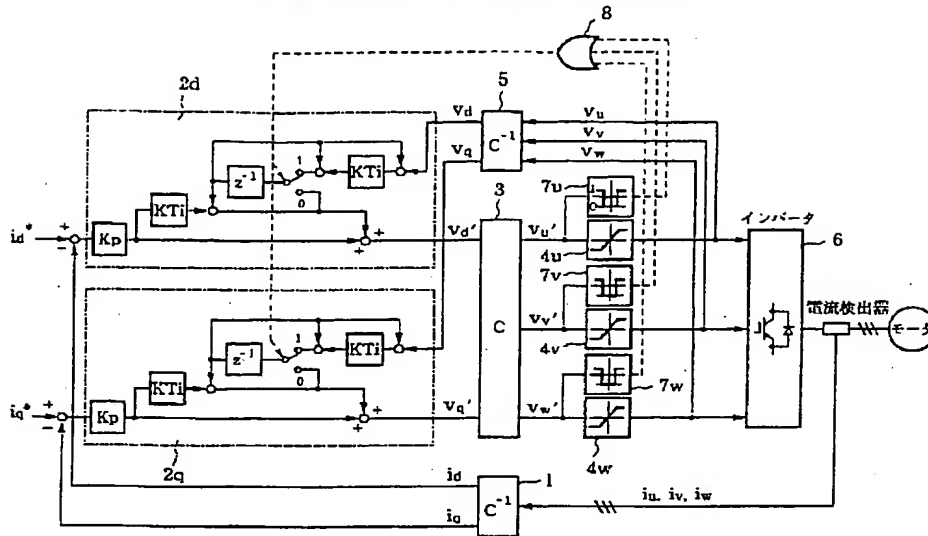 8
2d
5
Vd
Vu
Vv
Vw
C⁻¹
Vq
1
z⁻¹
KTi
0
KTi
3
7u
1
0
インバータ
6
id*
+
−
Kp
+
+
Vd'
Vu'
4u
7v
電流検出器
モータ
C
Vv'
4v
1
z⁻¹
KTi
0
KTi
7w
iq*
+
−
Kp
+
+
Vq'
Vw'
4w
2q
id
1
C⁻¹
iu, iv, iw
iq